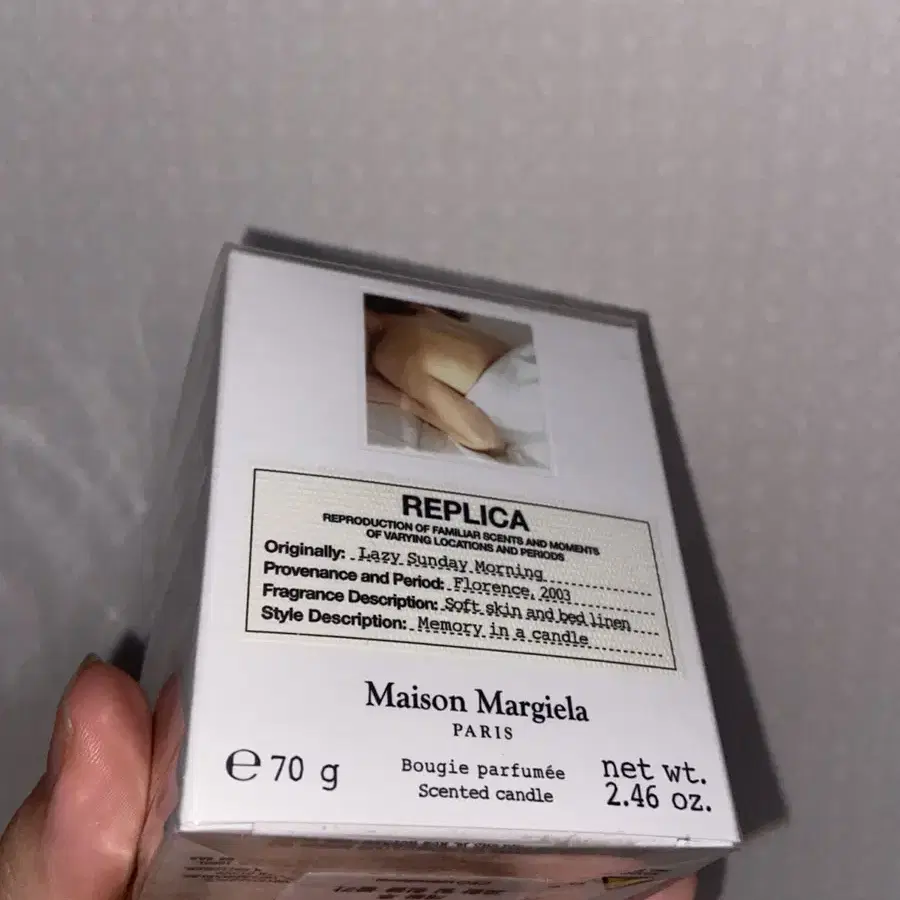 REPLICA
REPRODUCTION OF FAMILIAR SCENTS AND MOMENTS
OF VARYING LOCATIONS AND PERIODS
Originally: Lazy Sunday Morning
Provenance and Period: Florence, 2003
Fragrance Description: Soft skin and bed linen
Style Description: Memory in a candle
Maison Margiela
PARIS
℮ 70 g
Bougie parfumée
Scented candle
net wt.
2.46 oz.